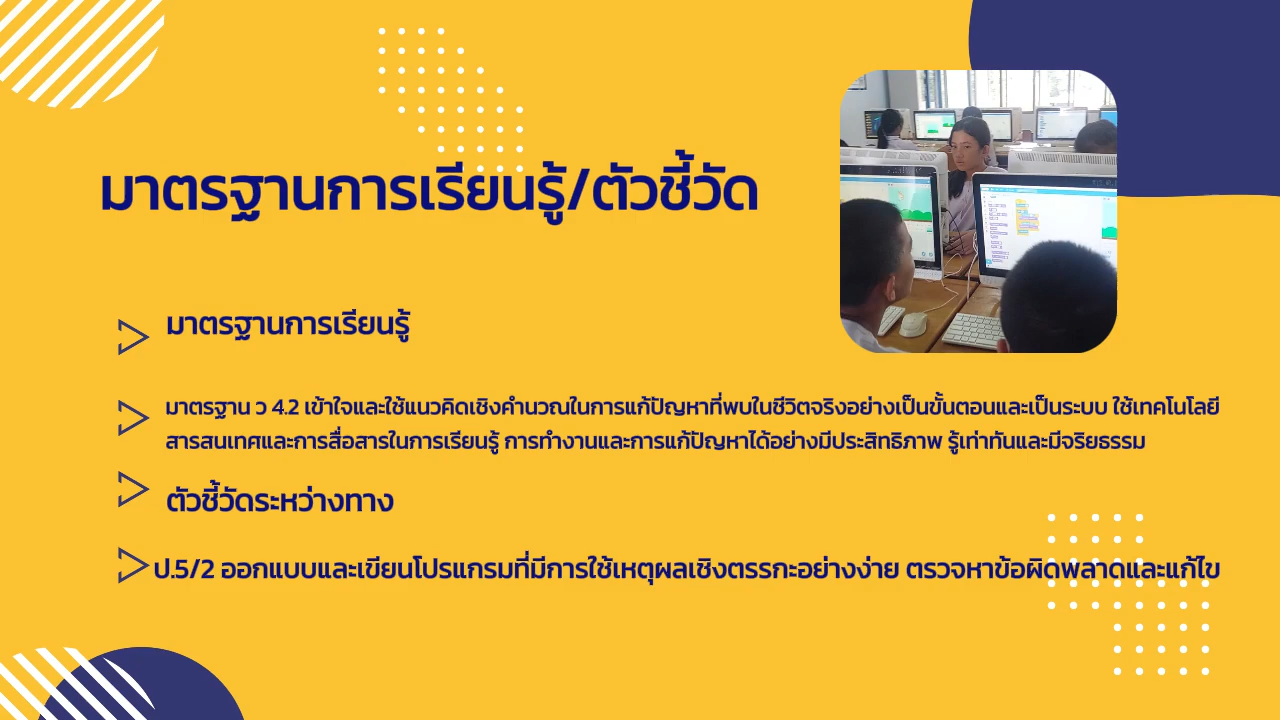 มาตรฐานการเรียนรู้/ตัวชี้วัด
มาตรฐานการเรียนรู้
มาตรฐาน ว 4.2 เข้าใจและใช้แนวคิดเชิงคำนวณในการแก้ปัญหาที่พบในชีวิตจริงอย่างเป็นขั้นตอนและเป็นระบบ ใช้เทคโนโลยี
สารสนเทศและการสื่อสารในการเรียนรู้ การทำงานและการแก้ปัญหาได้อย่างมีประสิทธิภาพ รู้เท่าทันและมีจริยธรรม
ตัวชี้วัดระหว่างทาง
ป.5/2 ออกแบบและเขียนโปรแกรมที่มีการใช้เหตุผลเชิงตรรกะอย่างง่าย ตรวจหาข้อผิดพลาดและแก้ไข